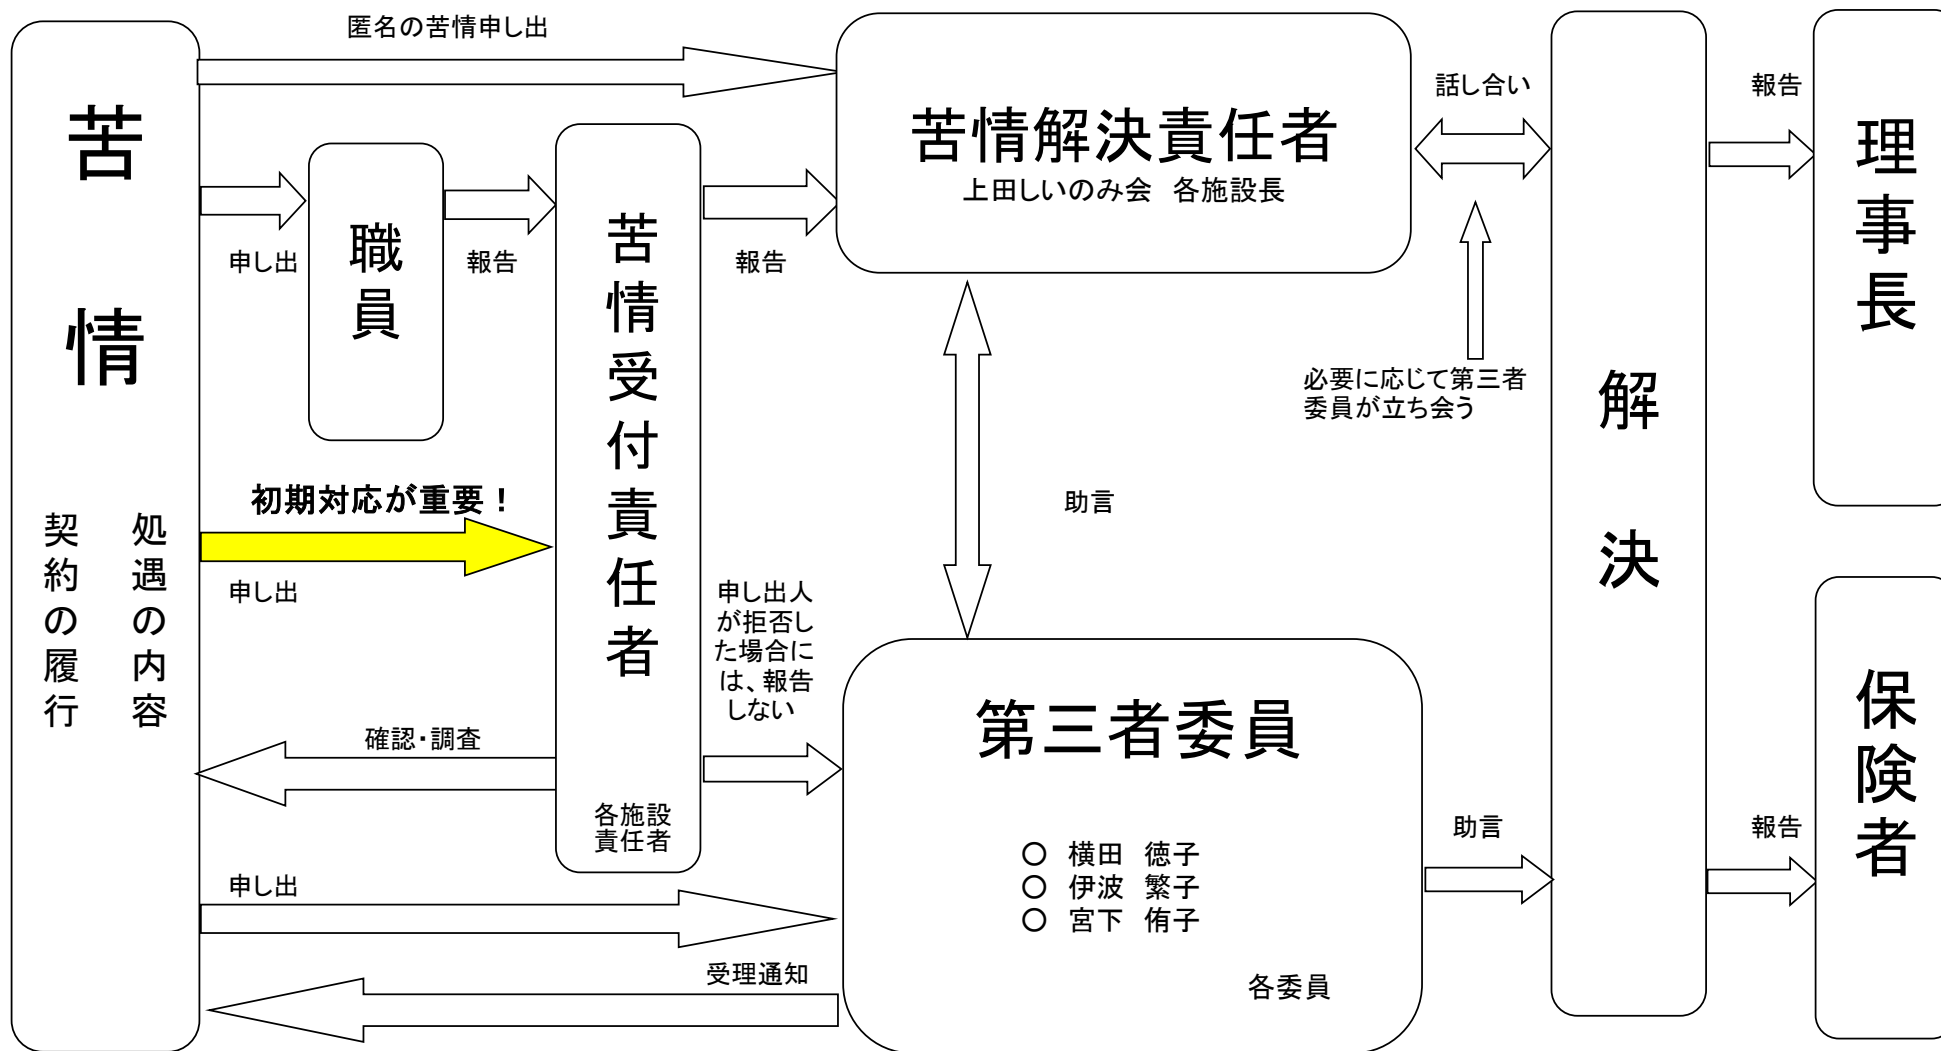 匿名の苦情申し出
苦情
処遇の内容
契約の履行
申し出
職員
報告
苦情受付責任者
各施設
責任者
報告
苦情解決責任者
上田しいのみ会　各施設長
初期対応が重要！
申し出
確認・調査
申し出人
が拒否し
た場合に
は、報告
しない
申し出
受理通知
助言
第三者委員
〇　横田　徳子
〇　伊波　繁子
〇　宮下　侑子
各委員
話し合い
必要に応じて第三者
委員が立ち会う
助言
解決
報告
理事長
報告
保険者